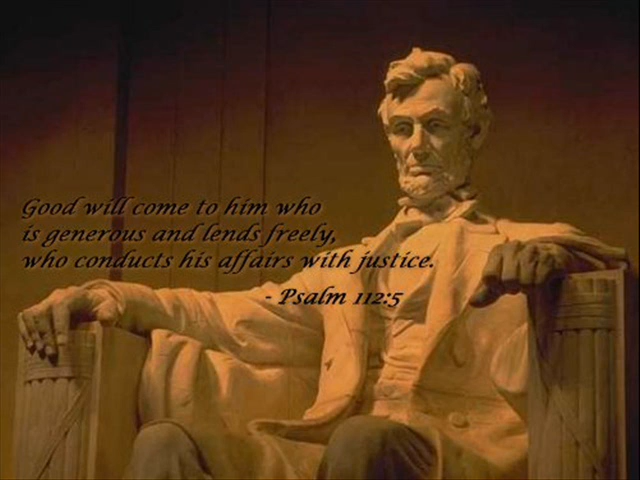 Good will come to him who
is generous and lends freely,
who conducts his affairs with justice.
- Psalm 112:5